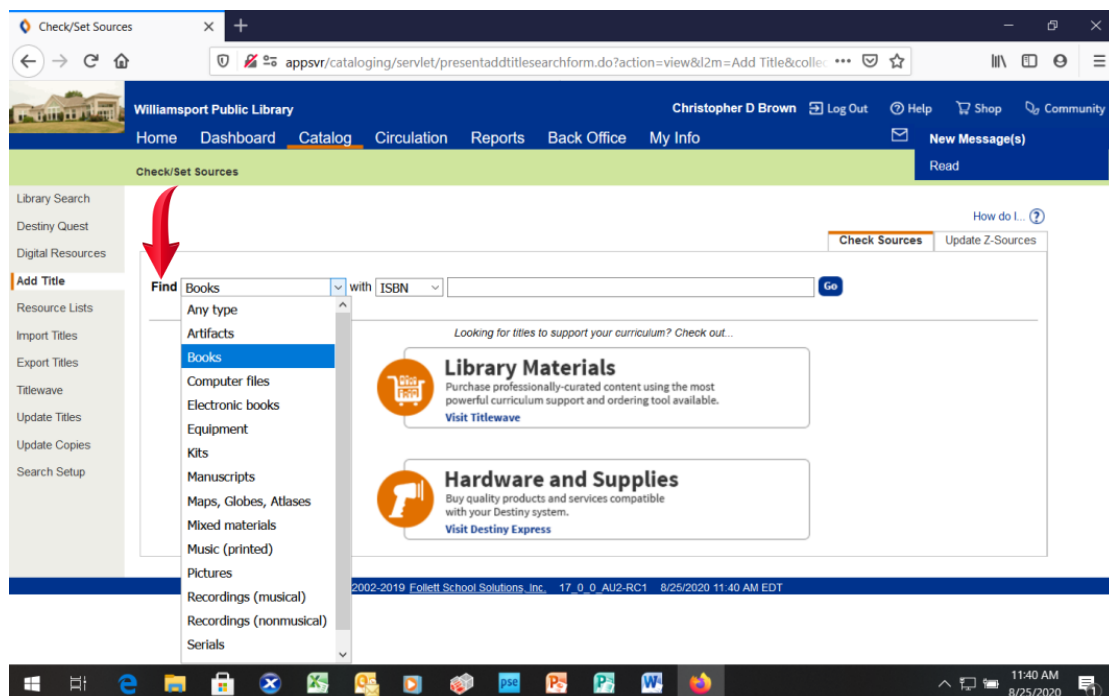 Check/Set Sources
appsvr/cataloging/servlet/presentaddtitlesearchform.do?action=view&l2m=Add Title&collec
Williamsport Public Library Christopher D Brown Log Out Help Shop Community
Home Dashboard Catalog Circulation Reports Back Office My Info New Message(s)
Read
Check/Set Sources
Library Search
Destiny Quest
Digital Resources
Add Title
Resource Lists
Import Titles
Export Titles
Titlewave
Update Titles
Update Copies
Search Setup
How do I... ?
Check Sources Update Z-Sources
Find Books with ISBN Go
Any type
Artifacts
Books
Computer files
Electronic books
Equipment
Kits
Manuscripts
Maps, Globes, Atlases
Mixed materials
Music (printed)
Pictures
Recordings (musical)
Recordings (nonmusical)
Serials
Looking for titles to support your curriculum? Check out...
Library Materials
Purchase professionally-curated content using the most
powerful curriculum support and ordering tool available.
Visit Titlewave
Hardware and Supplies
Buy quality products and services compatible
with your Destiny system.
Visit Destiny Express
2002-2019 Follett School Solutions, Inc. 17_0_0_AU2-RC1 8/25/2020 11:40 AM EDT
pse
11:40 AM
8/25/2020